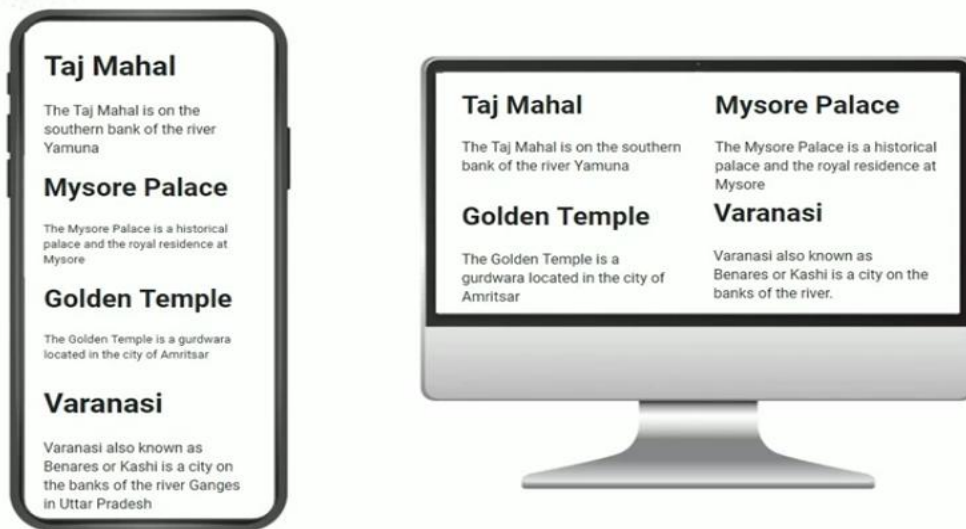 Taj Mahal
The Taj Mahal is on the
southern bank of the river
Yamuna
Mysore Palace
The Mysore Palace is a historical
palace and the royal residence at
Mysore
Golden Temple
The Golden Temple is a gurdwara
located in the city of Amritsar
Varanasi
Varanasi also known as
Benares or Kashi is a city on
the banks of the river Ganges
in Uttar Pradesh
Taj Mahal
The Taj Mahal is on the southern
bank of the river Yamuna
Mysore Palace
The Mysore Palace is a historical
palace and the royal residence at
Mysore
Golden Temple
The Golden Temple is a
gurdwara located in the city of
Amritsar
Varanasi
Varanasi also known as
Benares or Kashi is a city on the
banks of the river.